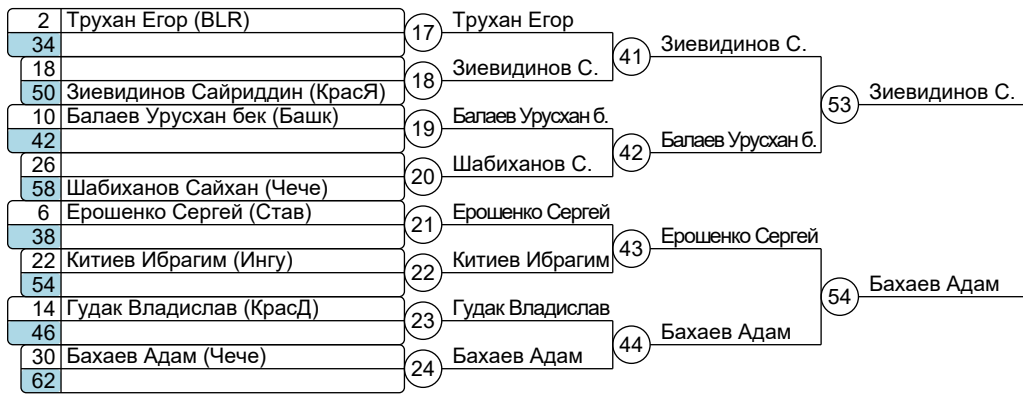 2 Трухан Егор (BLR)
34
18
50 Зиевидинов Сайриддин (КрасЯ)
10 Балаев Урусхан бек (Башк)
42
26
58 Шабиханов Сайхан (Чече)
6 Ерошенко Сергей (Став)
38
22 Китиев Ибрагим (Ингу)
54
14 Гудак Владислав (КрасД)
46
30 Бахаев Адам (Чече)
62
17 Трухан Егор
18 Зиевидинов С.
19 Балаев Урусхан б.
20 Шабиханов С.
21 Ерошенко Сергей
22 Китиев Ибрагим
23 Гудак Владислав
24 Бахаев Адам
41 Зиевидинов С.
42 Балаев Урусхан б.
43 Ерошенко Сергей
44 Бахаев Адам
53 Зиевидинов С.
54 Бахаев Адам